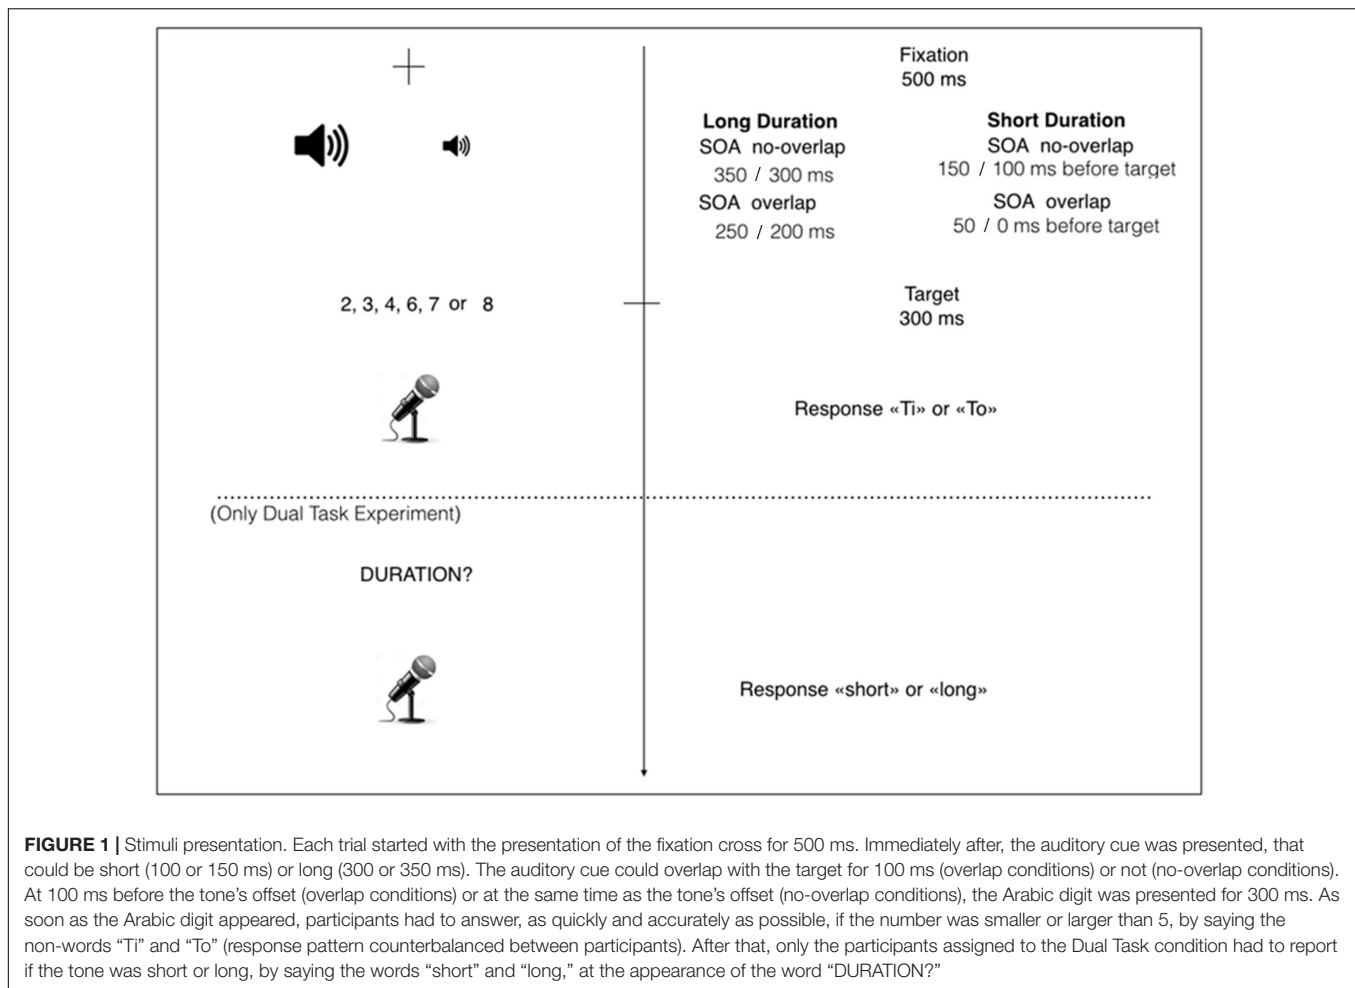 Fixation
500 ms
Long Duration
SOA no-overlap
350 / 300 ms
SOA overlap
250 / 200 ms
Short Duration
SOA no-overlap
150 / 100 ms before target
SOA overlap
50 / 0 ms before target
2, 3, 4, 6, 7 or 8
Target
300 ms
Response «Ti» or «To»
(Only Dual Task Experiment)
DURATION?
Response «short» or «long»
FIGURE 1 | Stimuli presentation. Each trial started with the presentation of the fixation cross for 500 ms. Immediately after, the auditory cue was presented, that
could be short (100 or 150 ms) or long (300 or 350 ms). The auditory cue could overlap with the target for 100 ms (overlap conditions) or not (no-overlap conditions).
At 100 ms before the tone's offset (overlap conditions) or at the same time as the tone's offset (no-overlap conditions), the Arabic digit was presented for 300 ms. As
soon as the Arabic digit appeared, participants had to answer, as quickly and accurately as possible, if the number was smaller or larger than 5, by saying the
non-words “Ti” and “To” (response pattern counterbalanced between participants). After that, only the participants assigned to the Dual Task condition had to report
if the tone was short or long, by saying the words “short” and “long,” at the appearance of the word “DURATION?”